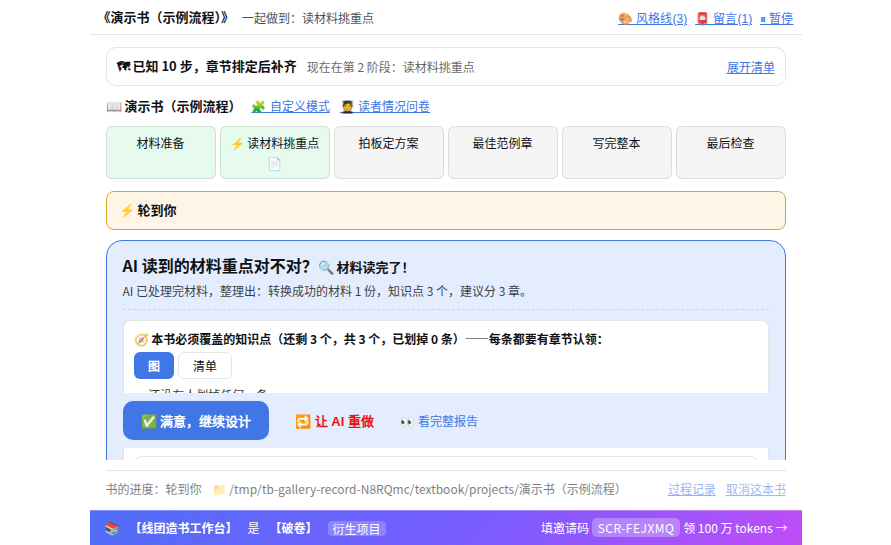 《演示书（示例流程）》 一起做到：读材料挑重点 🎨 风格线(3) 📮 留言(1) ⏸ 暂停
🗺 已知 10 步，章节排定后补齐 现在在第 2 阶段：读材料挑重点 展开清单
📖 演示书（示例流程） 🧩 自定义模式 🧑‍🎓 读者情况问卷
材料准备 ⚡ 读材料挑重点 📄 拍板定方案 最佳范例章 写完整本 最后检查
⚡ 轮到你
AI 读到的材料重点对不对？ 🔍 材料读完了！
AI 已处理完材料，整理出：转换成功的材料 1 份，知识点 3 个，建议分 3 章。
🧭 本书必须覆盖的知识点（还剩 3 个，共 3 个，已划掉 0 条）——每条都要有章节认领：
图 清单
✅ 满意，继续设计 🔁 让 AI 重做 👀 看完整报告
书的进度：轮到你 📁 /tmp/tb-gallery-record-N8RQmc/textbook/projects/演示书（示例流程） 过程记录 取消这本书
📚 【线团造书工作台】 是 【破卷】 衍生项目 填邀请码 SCR-FEJXMQ 领 100 万 tokens →